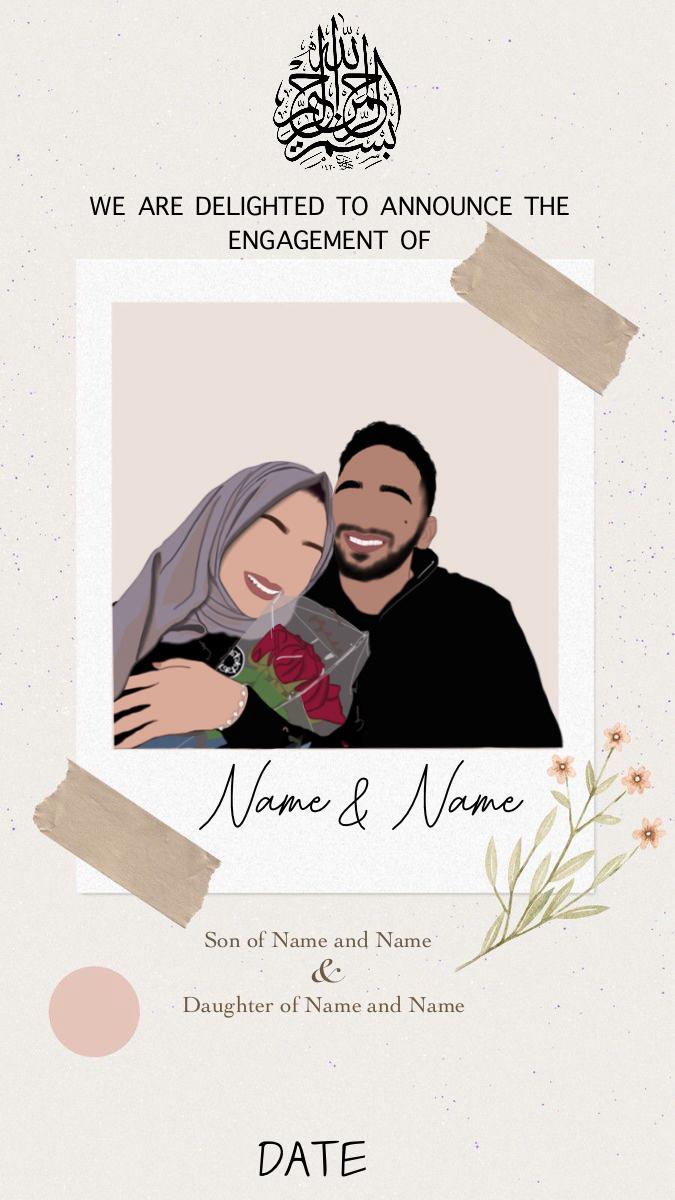 بسم الله الرحمن الرحيم
WE ARE DELIGHTED TO ANNOUNCE THE
ENGAGEMENT OF
Name & Name
Son of Name and Name
&
Daughter of Name and Name
DATE